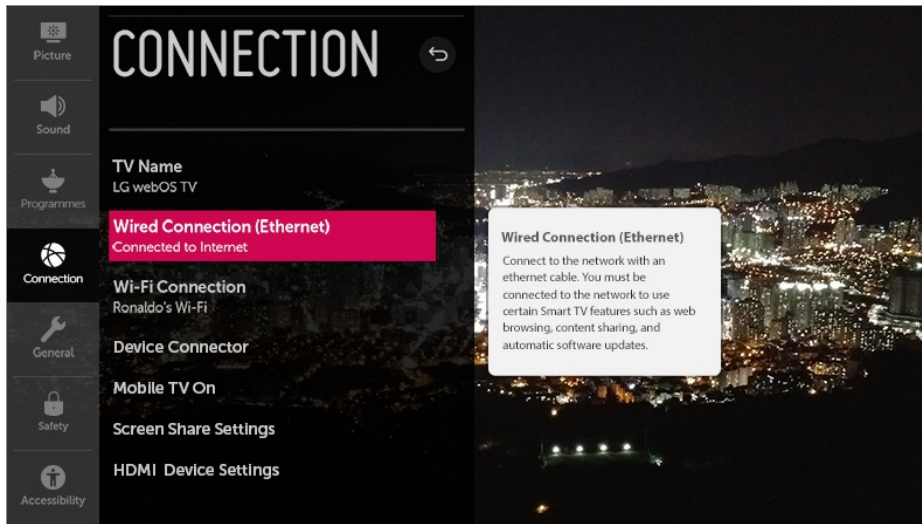 Picture
Sound
Programmes
Connection
General
Safety
Accessibility
CONNECTION
TV Name
LG webOS TV
Wired Connection (Ethernet)
Connected to Internet
Wi-Fi Connection
Ronaldo's Wi-Fi
Device Connector
Mobile TV On
Screen Share Settings
HDMI Device Settings
Wired Connection (Ethernet)
Connect to the network with an
ethernet cable. You must be
connected to the network to use
certain Smart TV features such as web
browsing, content sharing, and
automatic software updates.